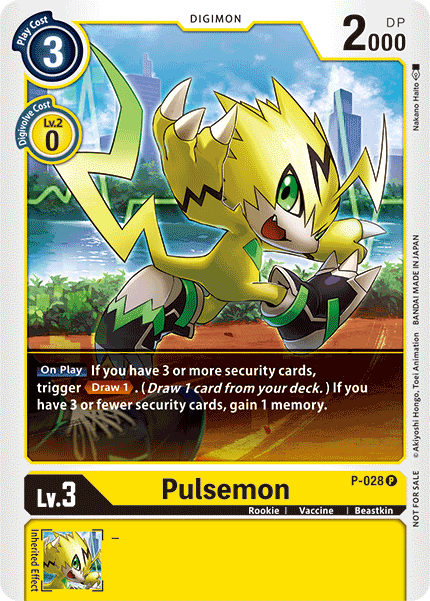 DIGIMON
Play Cost
3
DP
2000
Digivolve Cost
Lv.2
0
Nakano Haito
© Akiyoshi Hongo, Toei Animation BANDAI MADE IN JAPAN
NOT FOR SALE
On Play If you have 3 or more security cards,
trigger Draw 1 . (Draw 1 card from your deck.) If you
have 3 or fewer security cards, gain 1 memory.
P-028 P
Lv.3
Pulsemon
Rookie | Vaccine | Beastkin
Inherited Effect
–